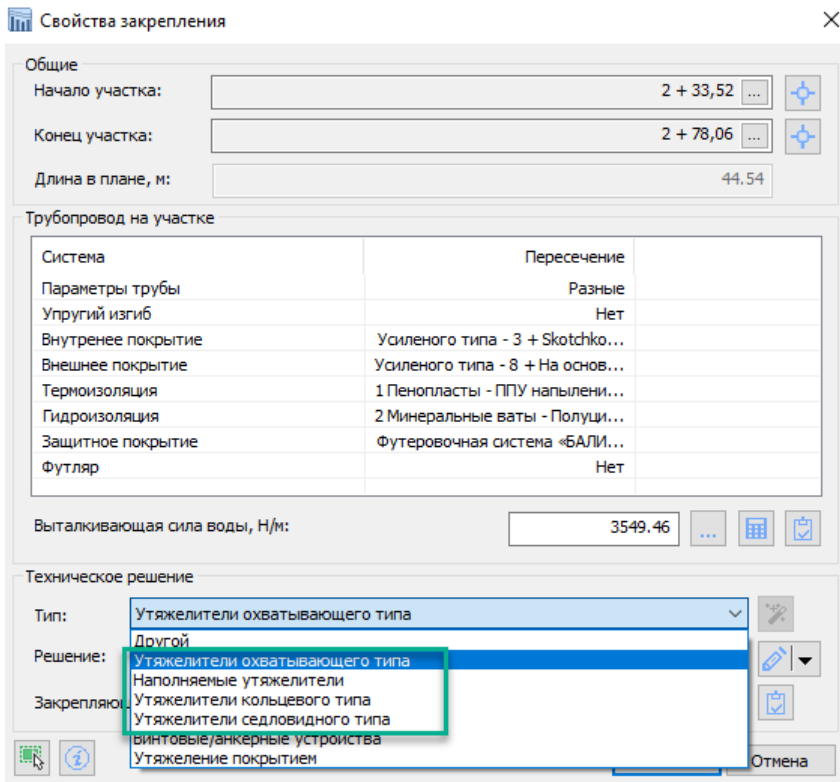 Свойства закрепления
Общие
Начало участка: 2 + 33,52 ...
Конец участка: 2 + 78,06 ...
Длина в плане, м: 44.54
Трубопровод на участке
Система Пересечение
Параметры трубы Разные
Упругий изгиб Нет
Внутренее покрытие Усиленого типа - 3 + Skotchko...
Внешнее покрытие Усиленого типа - 8 + На основ...
Термоизоляция 1 Пенопласты - ППУ напылени...
Гидроизоляция 2 Минеральные ваты - Полуци...
Защитное покрытие Футеровочная система «БАЛИ...
Футляр Нет
Выталкивающая сила воды, Н/м: 3549.46 ...
Техническое решение
Тип: Утяжелители охватывающего типа
Другой
Решение: Утяжелители охватывающего типа
Наполняемые утяжелители
Закрепляю Утяжелители кольцевого типа
Утяжелители седловидного типа
Винтовые/анкерные устройства
Утяжеление покрытием Отмена